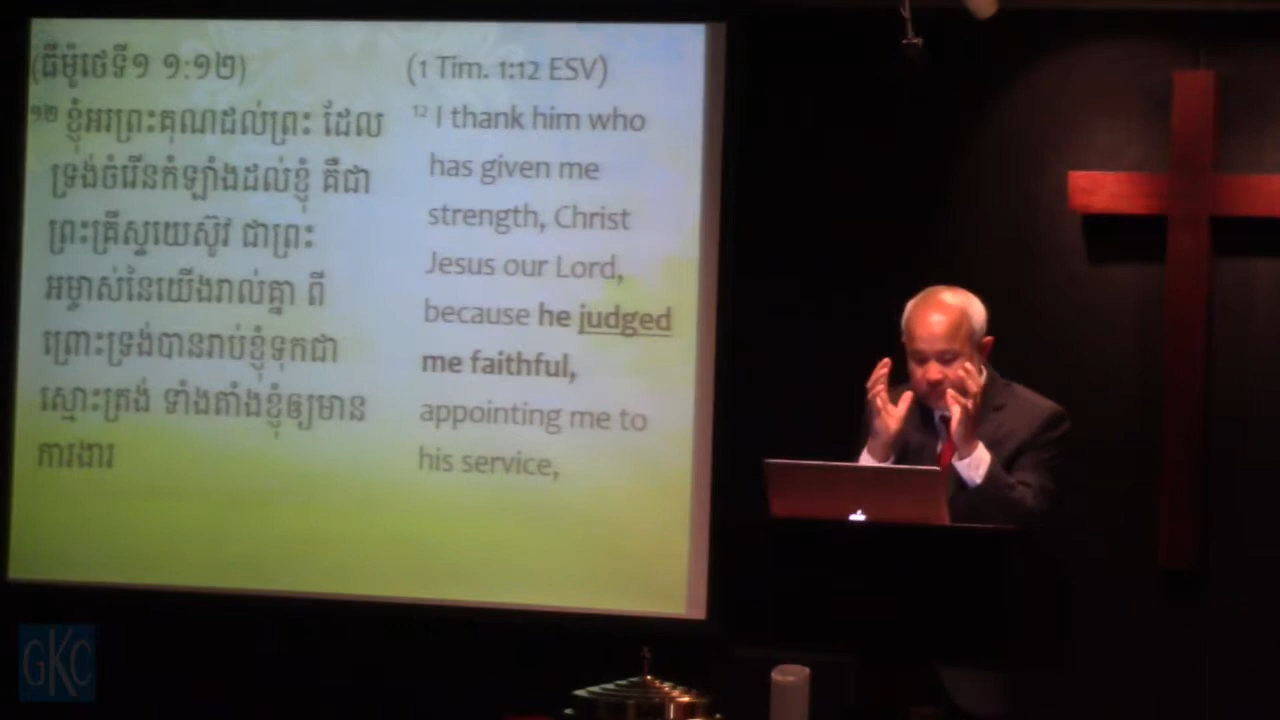 (ធីម៉ូថេទី១ ១:១២)
១២ ខ្ញុំអរព្រះគុណដល់ព្រះ ដែល
ទ្រង់ចំរើនកំឡាំងដល់ខ្ញុំ គឺជា
ព្រះគ្រីស្ទយេស៊ូវ ជាព្រះ
អម្ចាស់នៃយើងរាល់គ្នា ពី
ព្រោះទ្រង់បានរាប់ខ្ញុំទុកជា
ស្មោះត្រង់ ទាំងតាំងខ្ញុំឲ្យមាន
ការងារ
(1 Tim. 1:12 ESV)
12 I thank him who
has given me
strength, Christ
Jesus our Lord,
because he judged
me faithful,
appointing me to
his service,
GKC